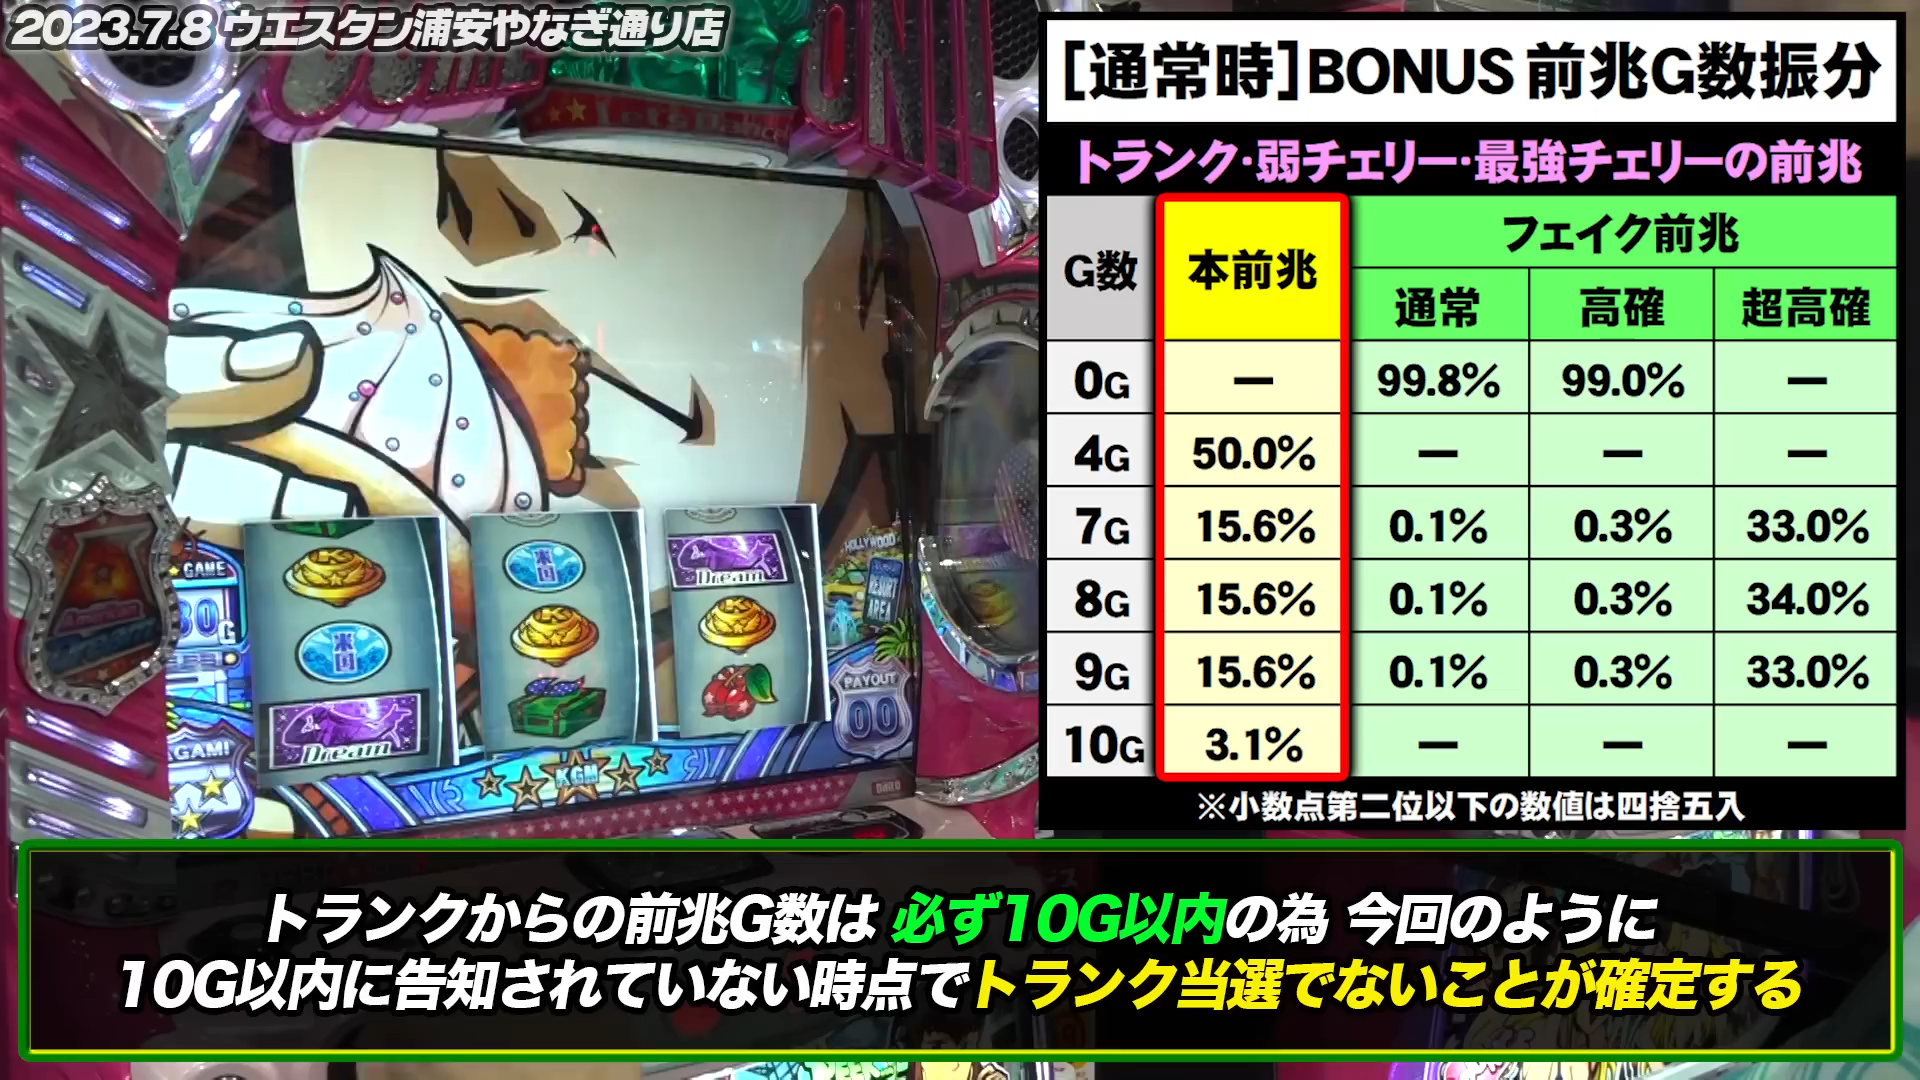 2023.7.8 ウエスタン浦安やなぎ通り店
Let's Dance!
[通常時]BONUS 前兆G数振分
トランク・弱チェリー・最強チェリーの前兆
G数 本前兆 フェイク前兆
通常 高確 超高確
0G ー 99.8% 99.0% ー
4G 50.0% ー ー ー
7G 15.6% 0.1% 0.3% 33.0%
8G 15.6% 0.1% 0.3% 34.0%
9G 15.6% 0.1% 0.3% 33.0%
10G 3.1% ー ー ー
※小数点第二位以下の数値は四捨五入
HOLLYWOOD
RESORT
AREA
GAME
30G
K
米国
Dream
米国
K
Dream
K
American
Dream
PAYOUT
00
KGM
トランクからの前兆G数は 必ず10G以内の為 今回のように
10G以内に告知されていない時点でトランク当選でないことが確定する